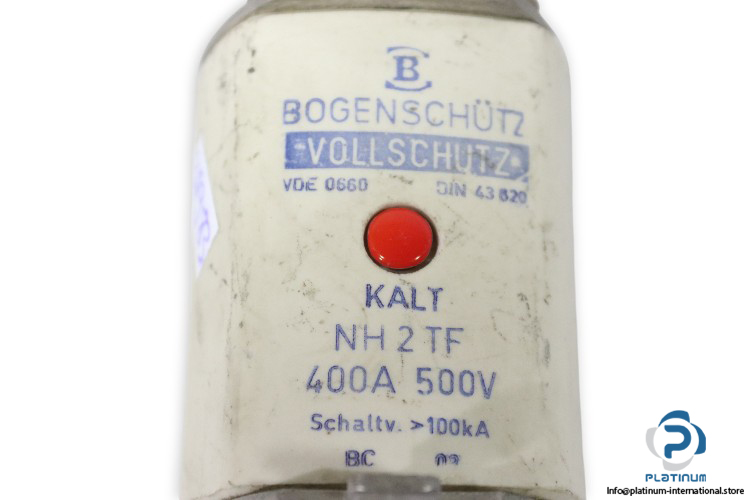 B
BOGENSCHÜTZ
VOLLSCHUTZ
VDE 0660 DIN 43 620
KALT
NH 2 TF
400A 500V
Schaltv. >100kA
BC
PLATINUM
Info@platinum-international.store